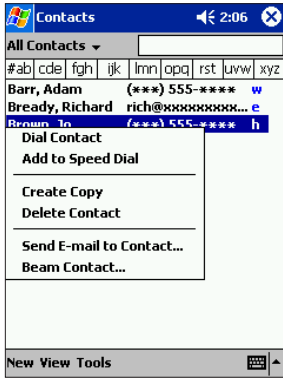 Contacts 2:06
All Contacts
#ab cde fgh ijk lmn opq rst uvw xyz
Barr, Adam (***) 555-**** w
Bready, Richard rich@xxxxxxxxx... e
Brown, Jo (***) 555-**** h
Dial Contact
Add to Speed Dial
Create Copy
Delete Contact
Send E-mail to Contact...
Beam Contact...
New View Tools